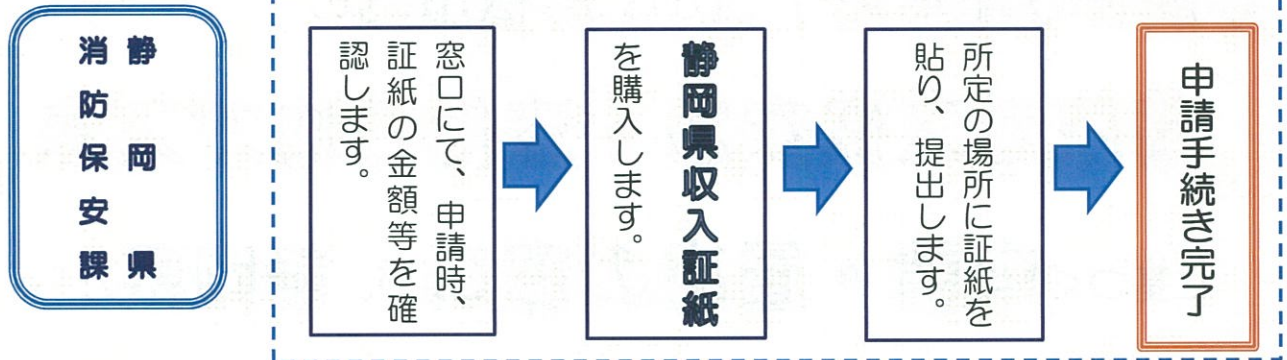 静岡県
消防保安課
窓口にて、申請時、
証紙の金額等を確
認します。
静岡県収入証紙
を購入します。
所定の場所に証紙を
貼り、提出します。
申請手続き完了